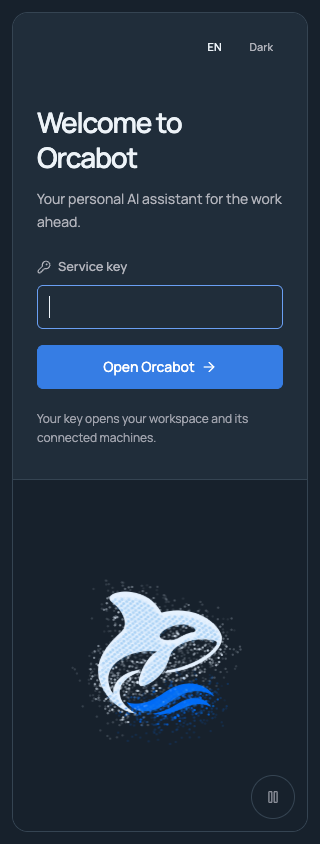 EN Dark
Welcome to
Orcabot
Your personal AI assistant for the work
ahead.
Service key
Open Orcabot
Your key opens your workspace and its
connected machines.